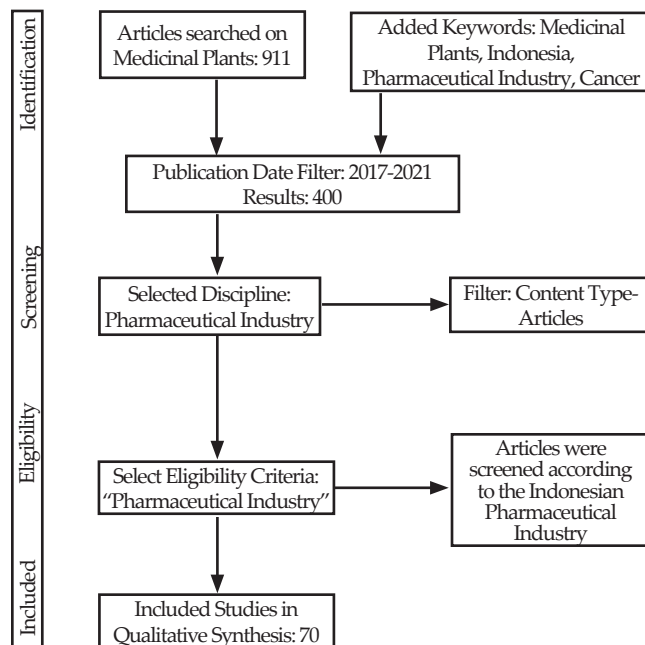 Identification
Articles searched on
Medicinal Plants: 911
Added Keywords: Medicinal
Plants, Indonesia,
Pharmaceutical Industry, Cancer
Publication Date Filter: 2017-2021
Results: 400
Screening
Selected Discipline:
Pharmaceutical Industry
Filter: Content Type-
Articles
Eligibility
Select Eligibility Criteria:
“Pharmaceutical Industry”
Articles were
screened according
to the Indonesian
Pharmaceutical
Industry
Included
Included Studies in
Qualitative Synthesis: 70